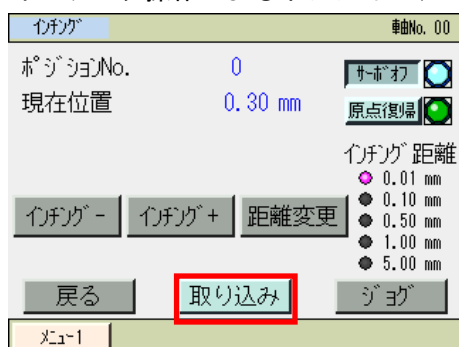 インチング 軸No. 00
ポジションNo. 0 サーボオフ
現在位置 0.30 mm 原点復帰
インチング距離
0.01 mm
0.10 mm
インチング- インチング+ 距離変更 0.50 mm
1.00 mm
5.00 mm
戻る 取り込み ジョグ
メニュー1